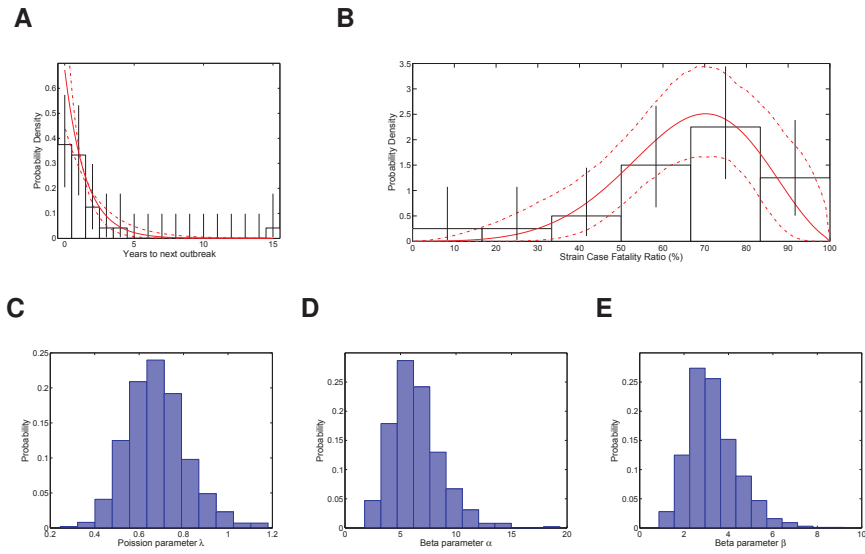 A
B
Probability Density
0.6
0.5
0.4
0.3
0.2
0.1
0
0 5 10 15
Years to next outbreak
Probability Density
3.5
3
2.5
2
1.5
1
0.5
0
0 10 20 30 40 50 60 70 80 90 100
Strain Case Fatality Ratio (%)
C
D
E
Probability
0.25
0.2
0.15
0.1
0.05
0
0.2 0.4 0.6 0.8 1 1.2
Poission parameter λ
Probability
0.25
0.2
0.15
0.1
0.05
0
0 5 10 15 20
Beta parameter α
Probability
0.25
0.2
0.15
0.1
0.05
0
0 2 4 6 8 10
Beta parameter β